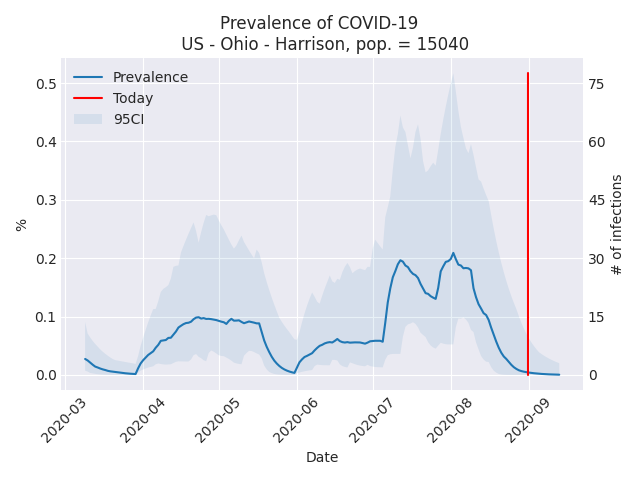 Prevalence of COVID-19
US - Ohio - Harrison, pop. = 15040
Prevalence
Today
95CI
0.5
0.4
0.3
0.2
0.1
0.0
%
75
60
45
30
15
0
# of infections
2020-03
2020-04
2020-05
2020-06
2020-07
2020-08
2020-09
Date